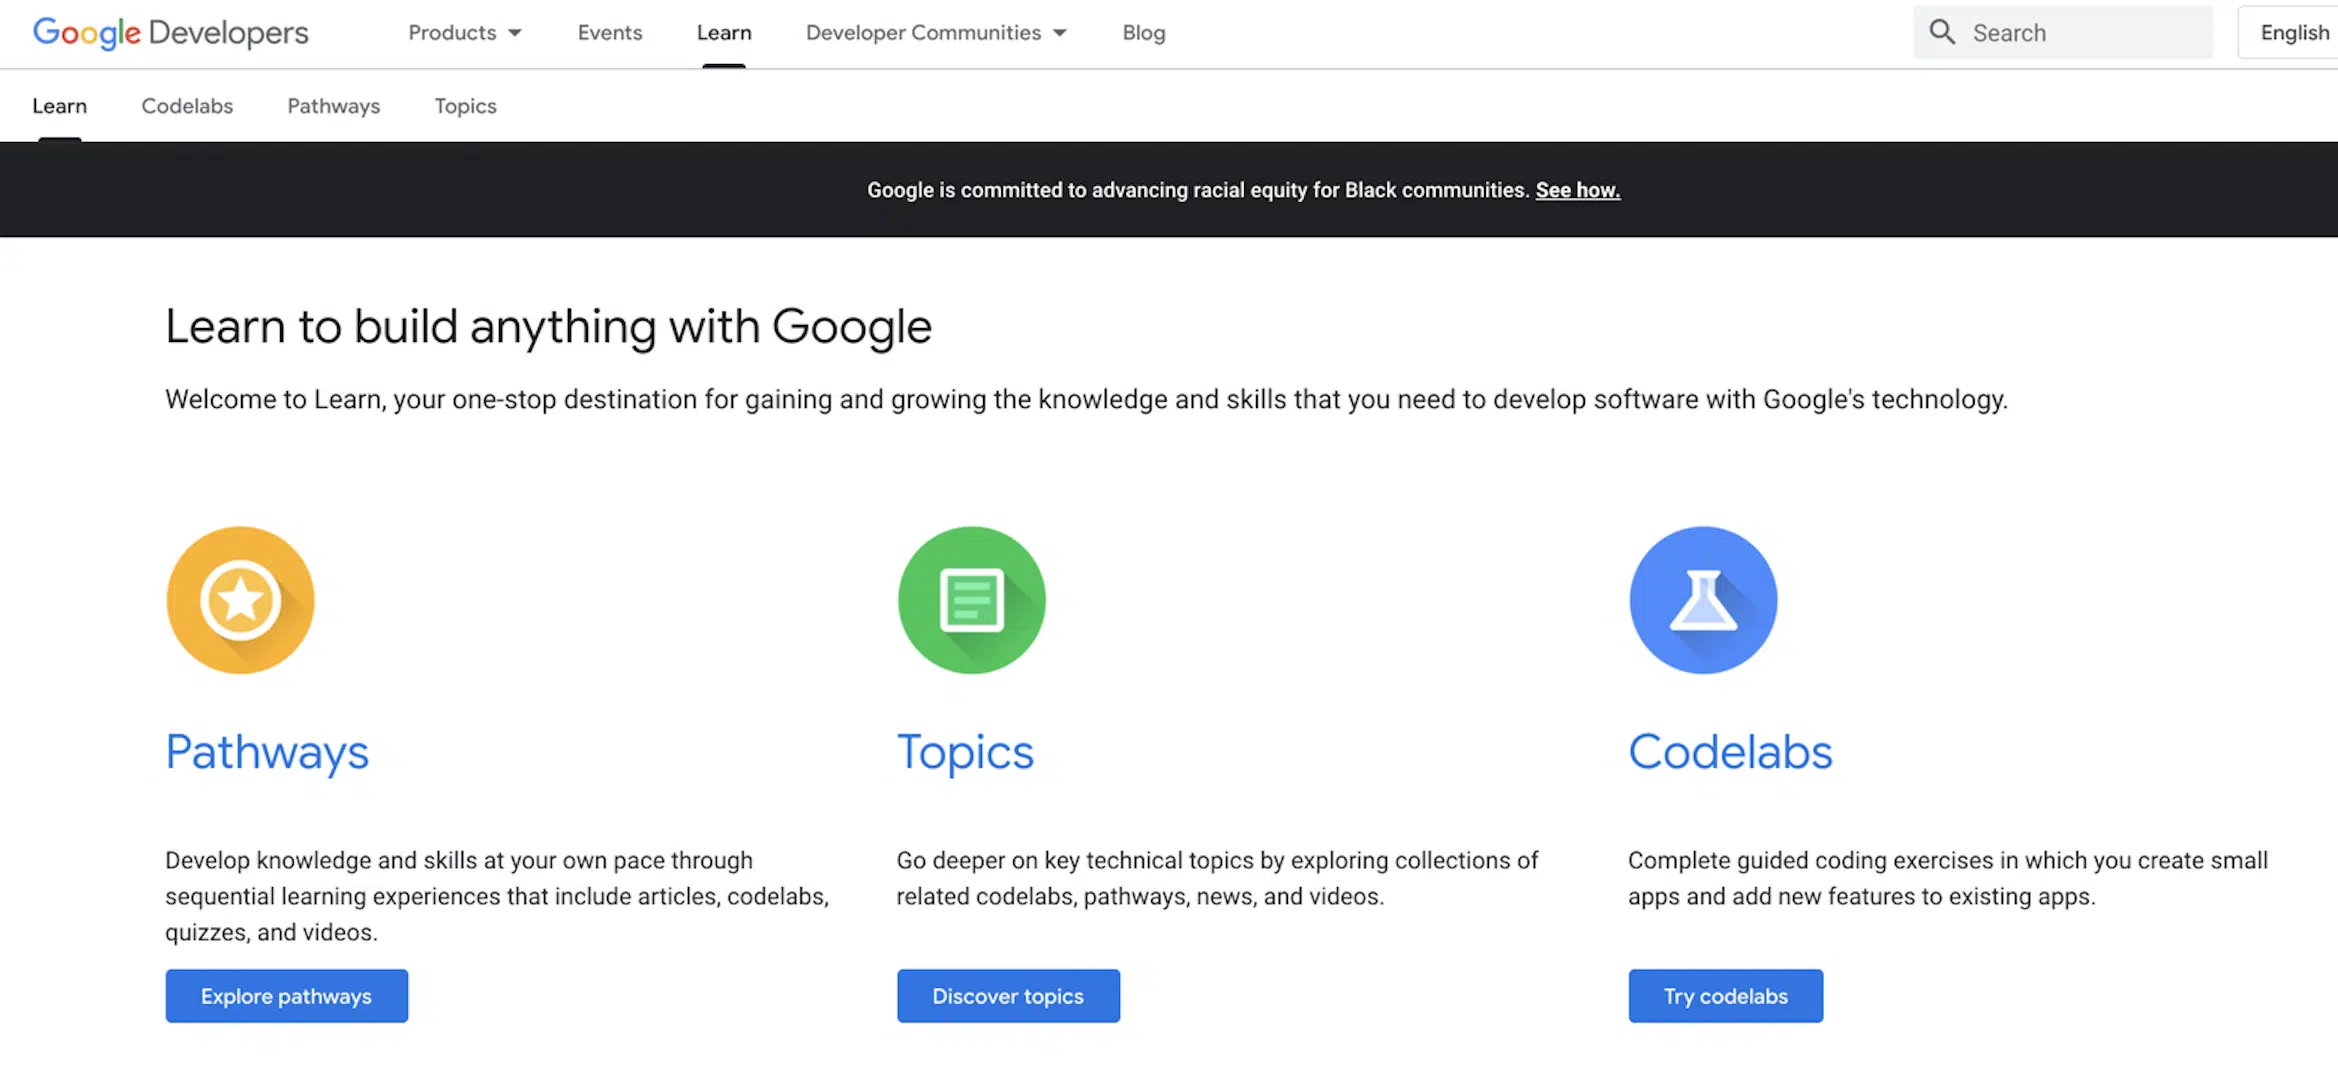 Google Developers Products Events Learn Developer Communities Blog Search English
Learn Codelabs Pathways Topics
Google is committed to advancing racial equity for Black communities. See how.
Learn to build anything with Google
Welcome to Learn, your one-stop destination for gaining and growing the knowledge and skills that you need to develop software with Google's technology.
Pathways
Develop knowledge and skills at your own pace through
sequential learning experiences that include articles, codelabs,
quizzes, and videos.
Explore pathways
Topics
Go deeper on key technical topics by exploring collections of
related codelabs, pathways, news, and videos.
Discover topics
Codelabs
Complete guided coding exercises in which you create small
apps and add new features to existing apps.
Try codelabs